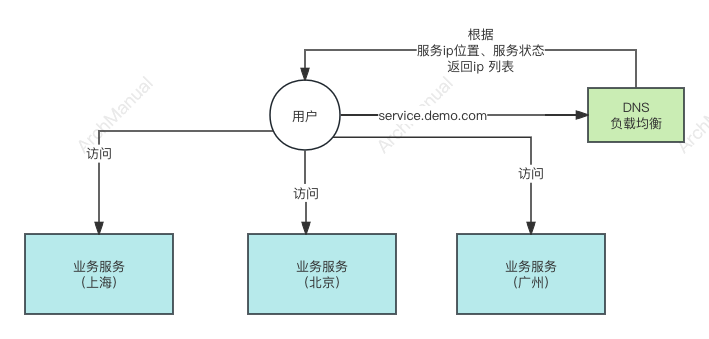 根据
服务ip位置、服务状态
返回ip 列表
用户
service.demo.com
DNS
负载均衡
访问
访问
访问
业务服务
(上海)
业务服务
(北京)
业务服务
(广州)
ArchManual